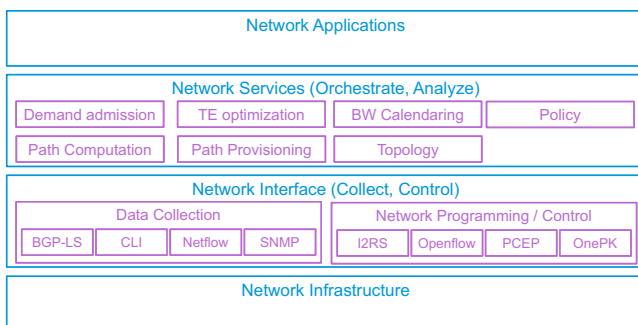 Network Applications
Network Services (Orchestrate, Analyze)
Demand admission
TE optimization
BW Calendaring
Policy
Path Computation
Path Provisioning
Topology
Network Interface (Collect, Control)
Data Collection
BGP-LS
CLI
Netflow
SNMP
Network Programming / Control
I2RS
Openflow
PCEP
OnePK
Network Infrastructure